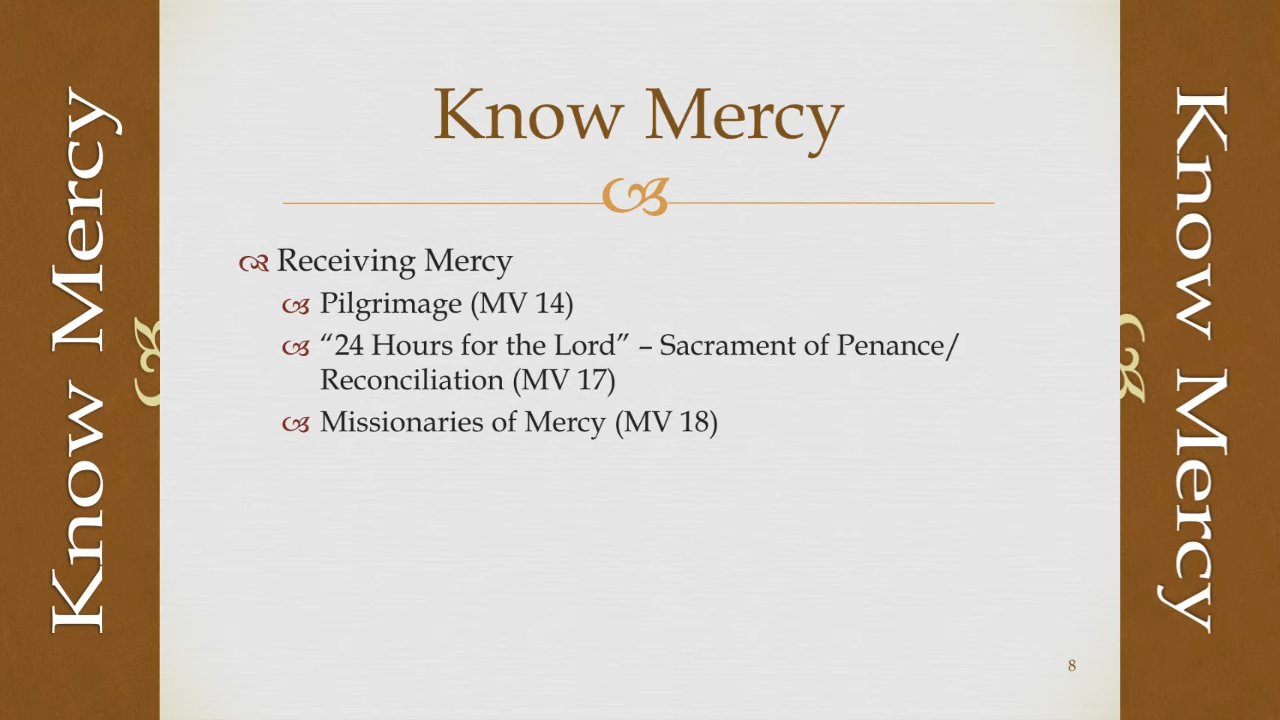 Know Mercy
Know Mercy
Receiving Mercy
Pilgrimage (MV 14)
“24 Hours for the Lord” – Sacrament of Penance/
Reconciliation (MV 17)
Missionaries of Mercy (MV 18)
8
Know Mercy